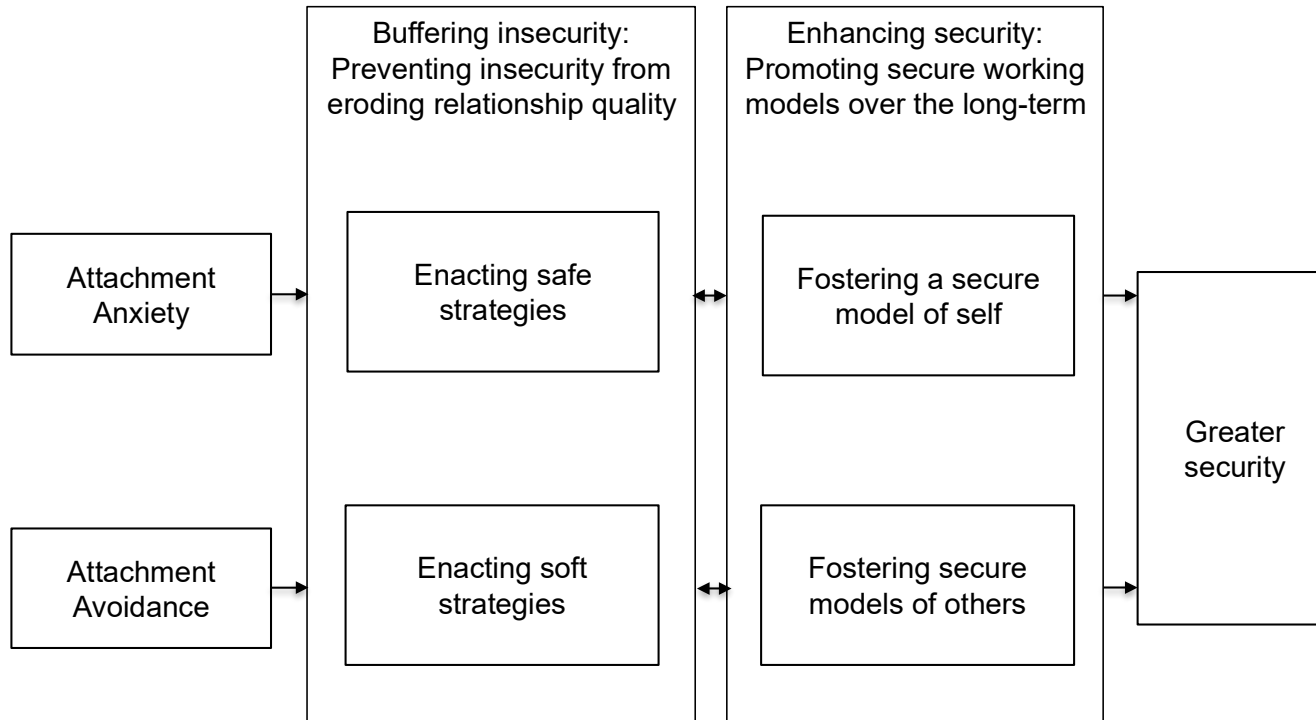 Buffering insecurity:
Preventing insecurity from
eroding relationship quality
Enhancing security:
Promoting secure working
models over the long-term
Attachment
Anxiety
Enacting safe
strategies
Fostering a secure
model of self
Greater
security
Attachment
Avoidance
Enacting soft
strategies
Fostering secure
models of others